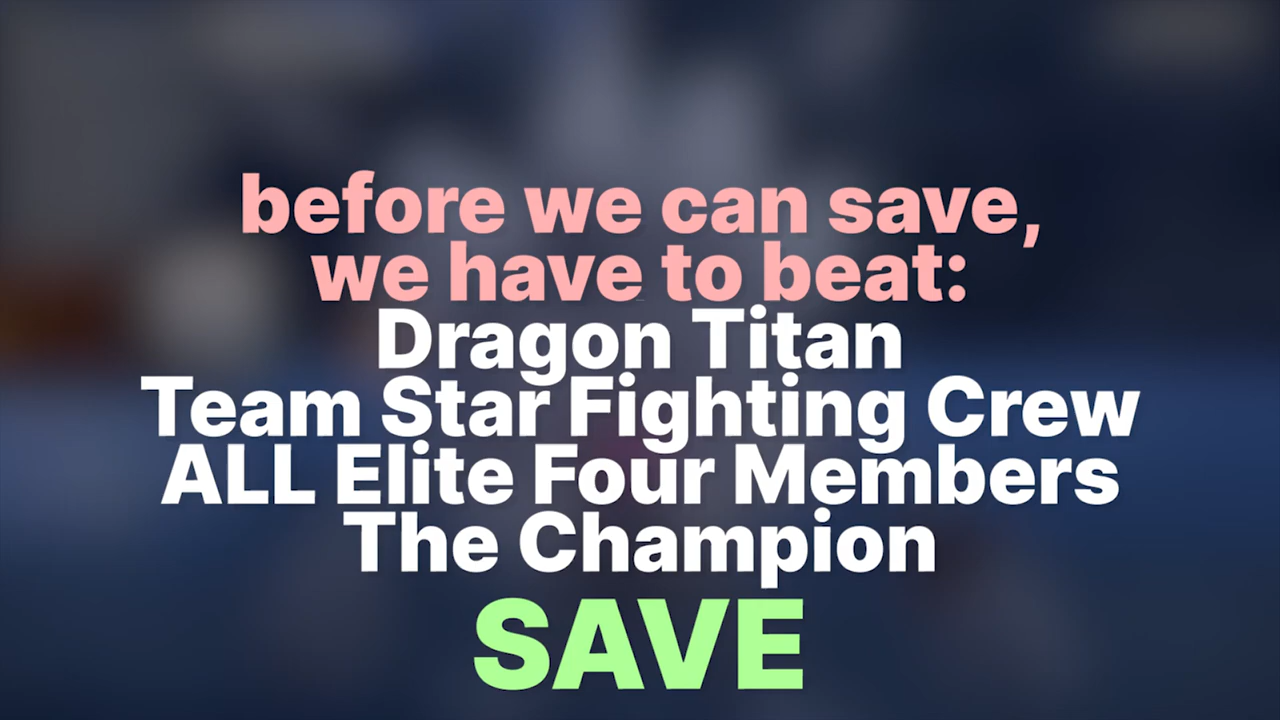 before we can save,
we have to beat:
Dragon Titan
Team Star Fighting Crew
ALL Elite Four Members
The Champion
SAVE